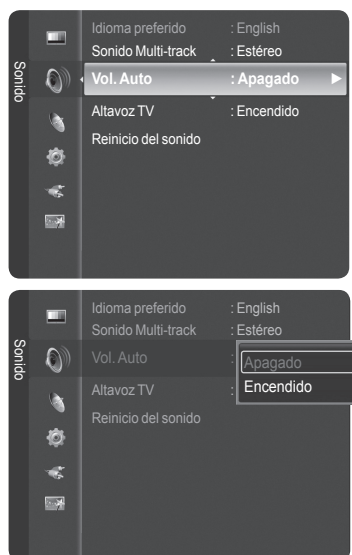 Sonido
Idioma preferido : English
Sonido Multi-track : Estéreo
Vol. Auto : Apagado
Altavoz TV : Encendido
Reinicio del sonido
Sonido
Idioma preferido : English
Sonido Multi-track : Estéreo
Vol. Auto : Apagado
Encendido
Altavoz TV :
Reinicio del sonido